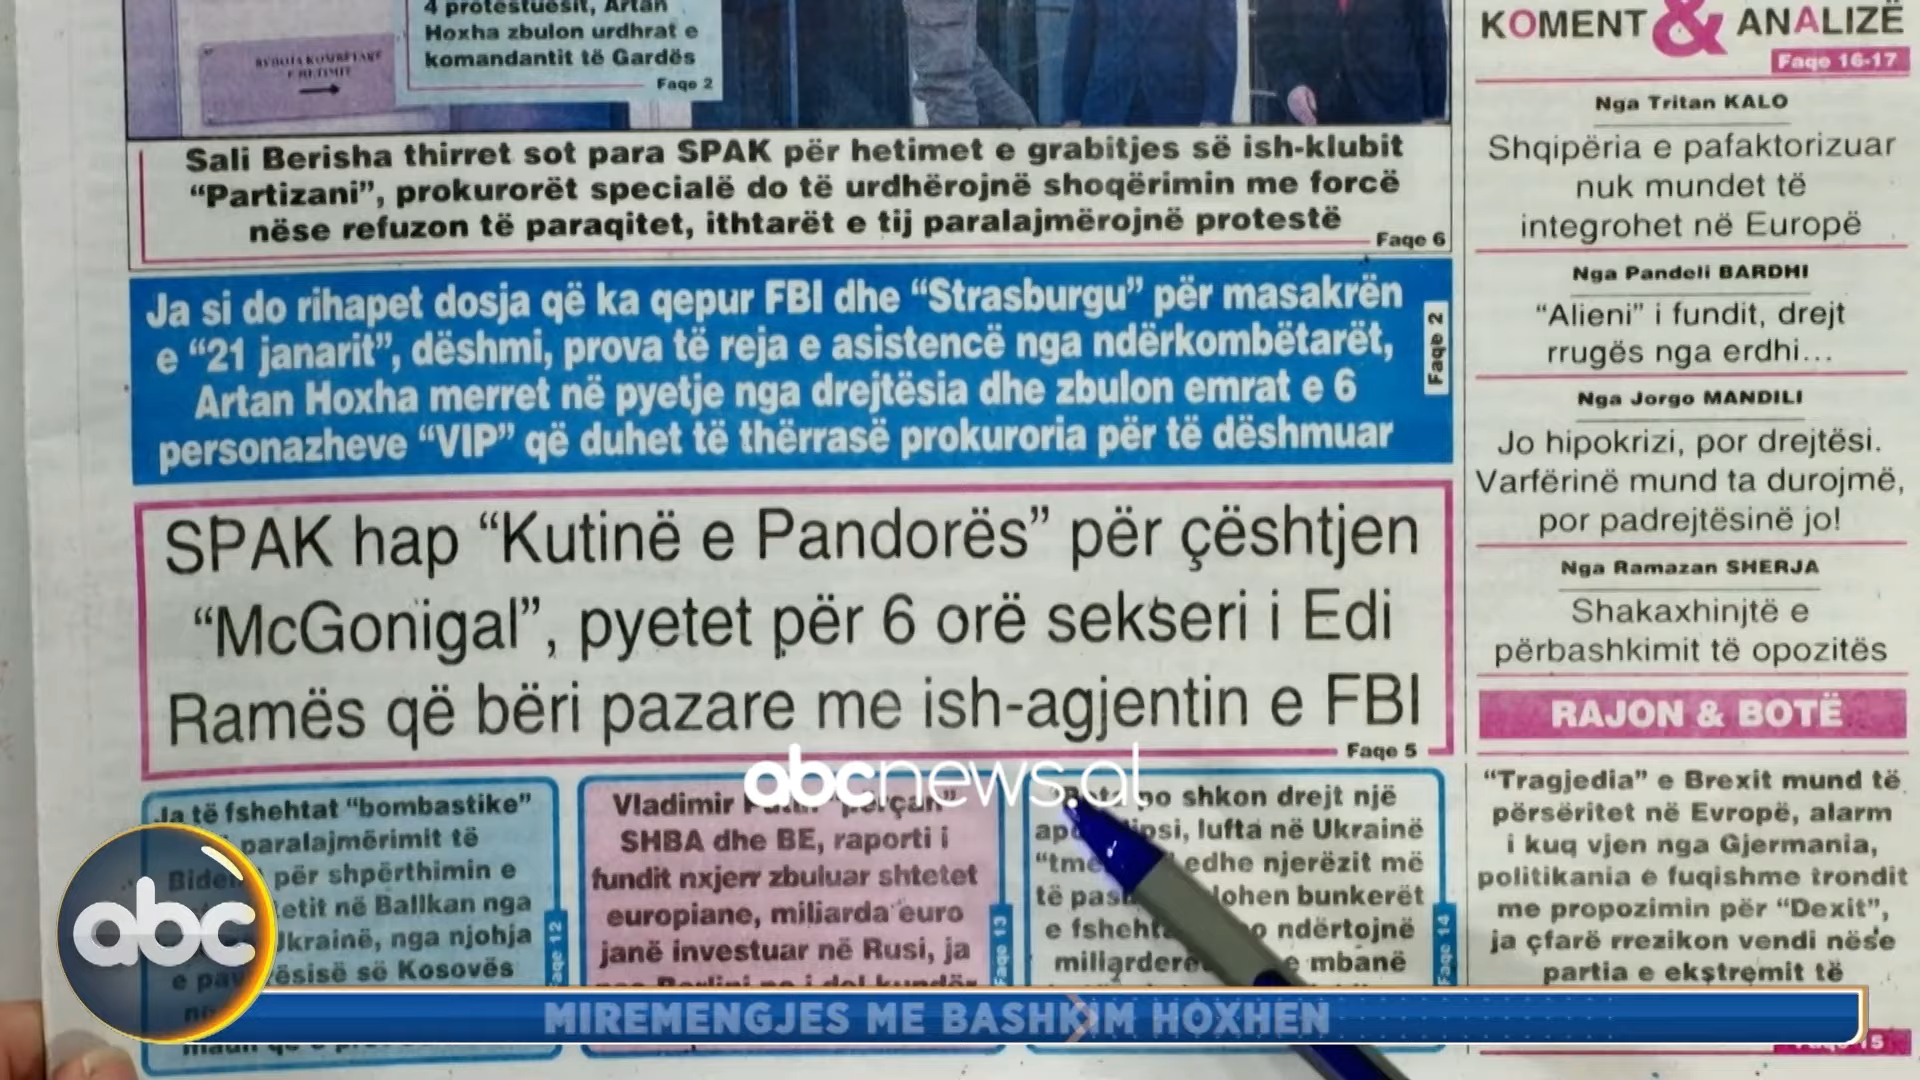 4 protestuesit, Artan
Hoxha zbulon urdhrat e
komandantit të Gardës
Faqe 2
Sali Berisha thirret sot para SPAK për hetimet e grabitjes së ish-klubit
“Partizani”, prokurorët specialë do të urdhërojnë shoqërimin me forcë
nëse refuzon të paraqitet, ithtarët e tij paralajmërojnë protestë
Faqe 6
Ja si do rihapet dosja që ka qepur FBI dhe “Strasburgu” për masakrën
e “21 janarit”, dëshmi, prova të reja e asistencë nga ndërkombëtarët,
Artan Hoxha merret në pyetje nga drejtësia dhe zbulon emrat e 6
personazheve “VIP” që duhet të thërrasë prokuroria për të dëshmuar
Faqe 2
SPAK hap “Kutinë e Pandorës” për çështjen
“McGonigal”, pyetet për 6 orë sekseri i Edi
Ramës që bëri pazare me ish-agjentin e FBI
Faqe 5
abcnews.al
Ja të fshehtat “bombastike”
paralajmërimit të
për shpërthimin e
në Ballkan nga
nga njohja
së Kosovës
Faqe 12
Vladimir
SHBA dhe BE, raporti i
fundit nxjerr zbuluar shtetet
europiane, miliarda euro
janë investuar në Rusi, ja
Faqe 13
po shkon drejt një
lufta në Ukrainë
edhe njerëzit më
të bunkerët
e ndërtojnë
mbanë
Faqe 14
KOMENT & ANALIZË
Faqe 16-17
Nga Tritan KALO
Shqipëria e pafaktorizuar
nuk mundet të
integrohet në Europë
Nga Pandeli BARDHI
“Alieni” i fundit, drejt
rrugës nga erdhi...
Nga Jorgo MANDILI
Jo hipokrizi, por drejtësi.
Varfërinë mund ta durojmë,
por padrejtësinë jo!
Nga Ramazan SHERJA
Shakaxhinjtë e
përbashkimit të opozitës
RAJON & BOTË
“Tragjedia” e Brexit mund të
përsëritet në Evropë, alarm
i kuq vjen nga Gjermania,
politikania e fuqishme trondit
me propozimin për “Dexit”,
ja çfarë rrezikon vendi nëse
partia e ekstremit të
abc
MIREMENGJES ME BASHKIM HOXHEN